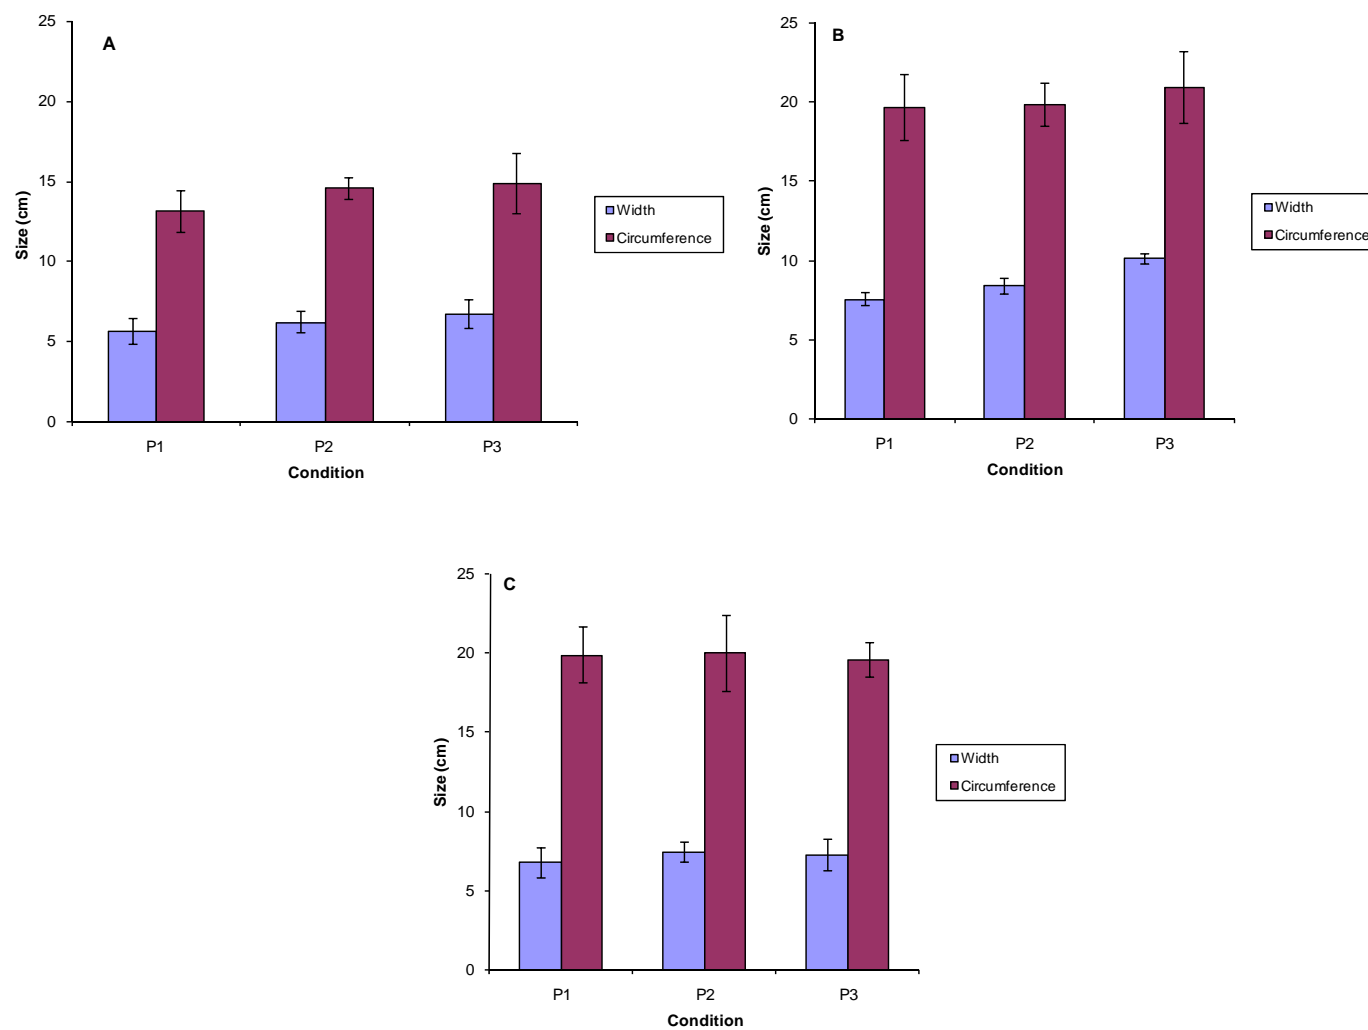 A
25
20
15
10
5
0
Size (cm)
P1 P2 P3
Condition
Width
Circumference
B
25
20
15
10
5
0
Size (cm)
P1 P2 P3
Condition
Width
Circumference
C
25
20
15
10
5
0
Size (cm)
P1 P2 P3
Condition
Width
Circumference